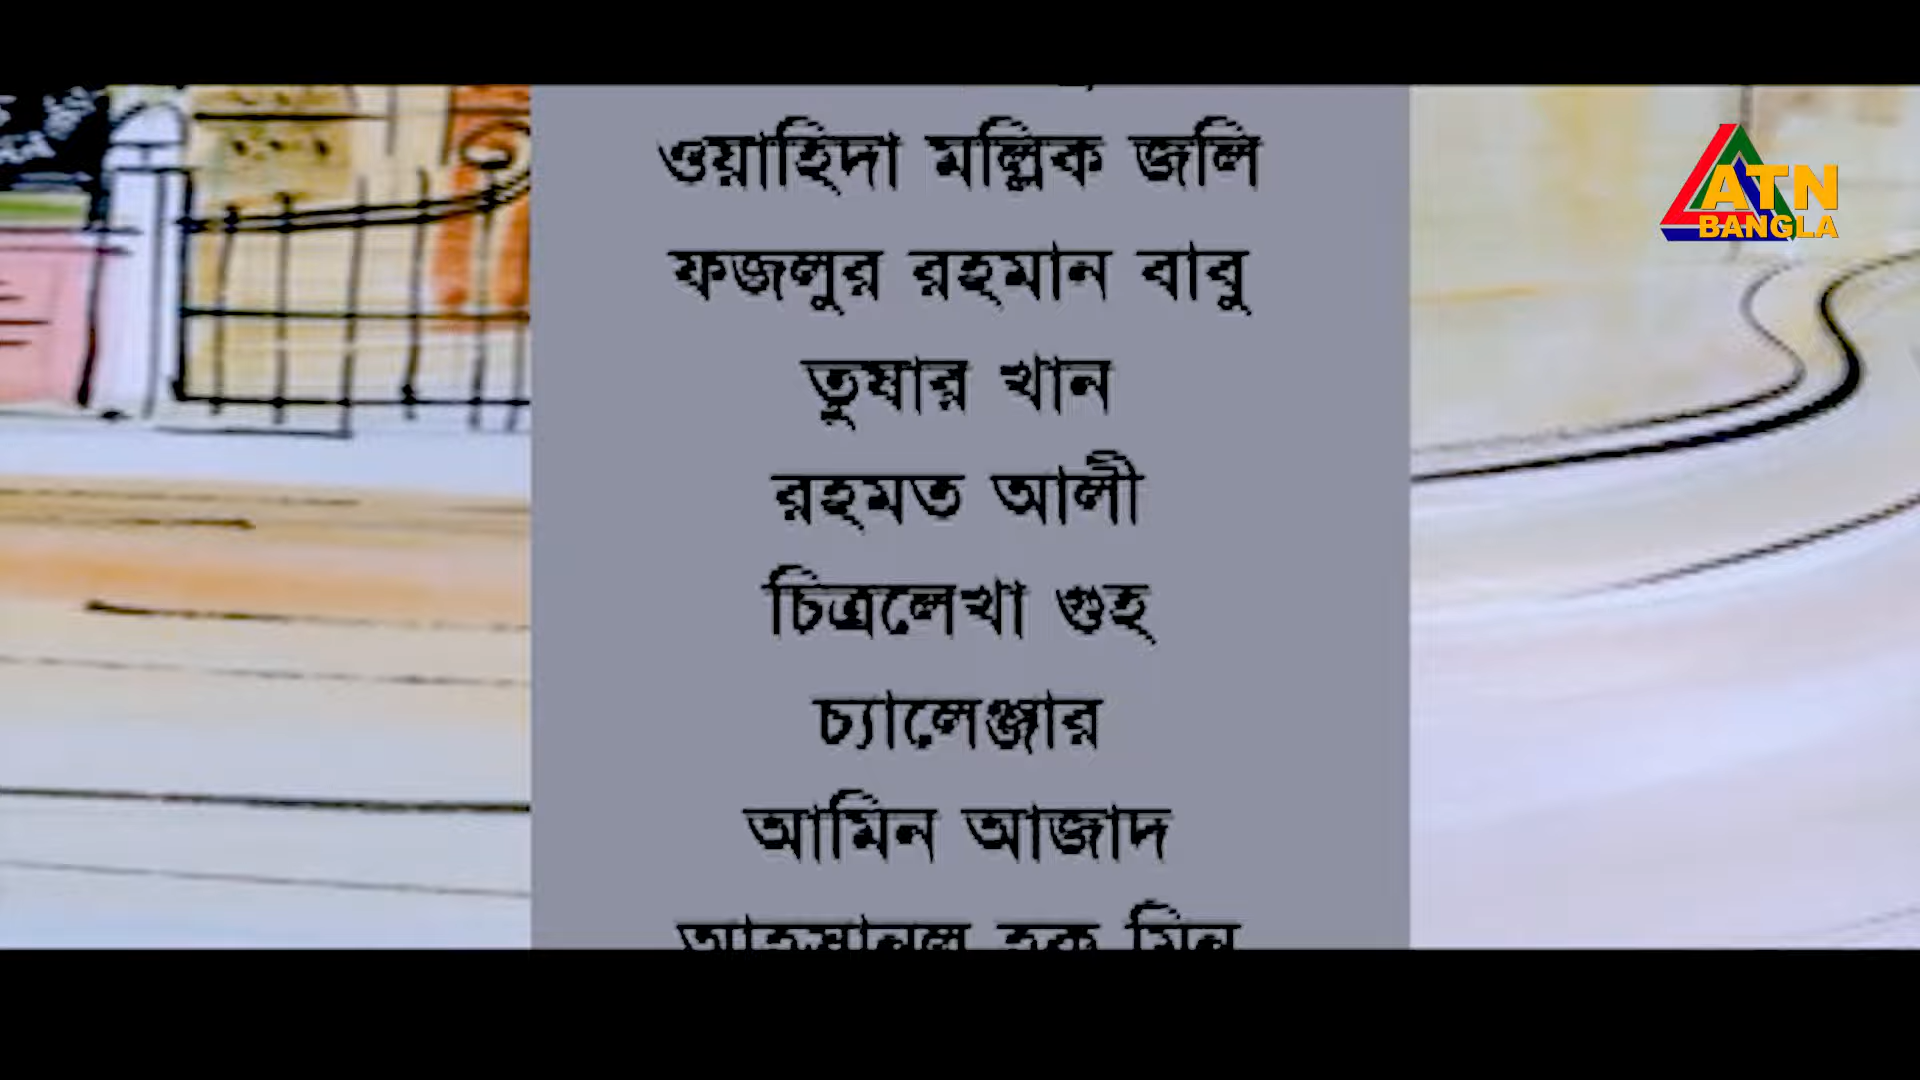 ওয়াহিদা মল্লিক জলি
ফজলুর রহমান বাবু
তুষার খান
রহমত আলী
চিত্রলেখা গুহ
চ্যালেঞ্জার
আমিন আজাদ
ATN
BANGLA